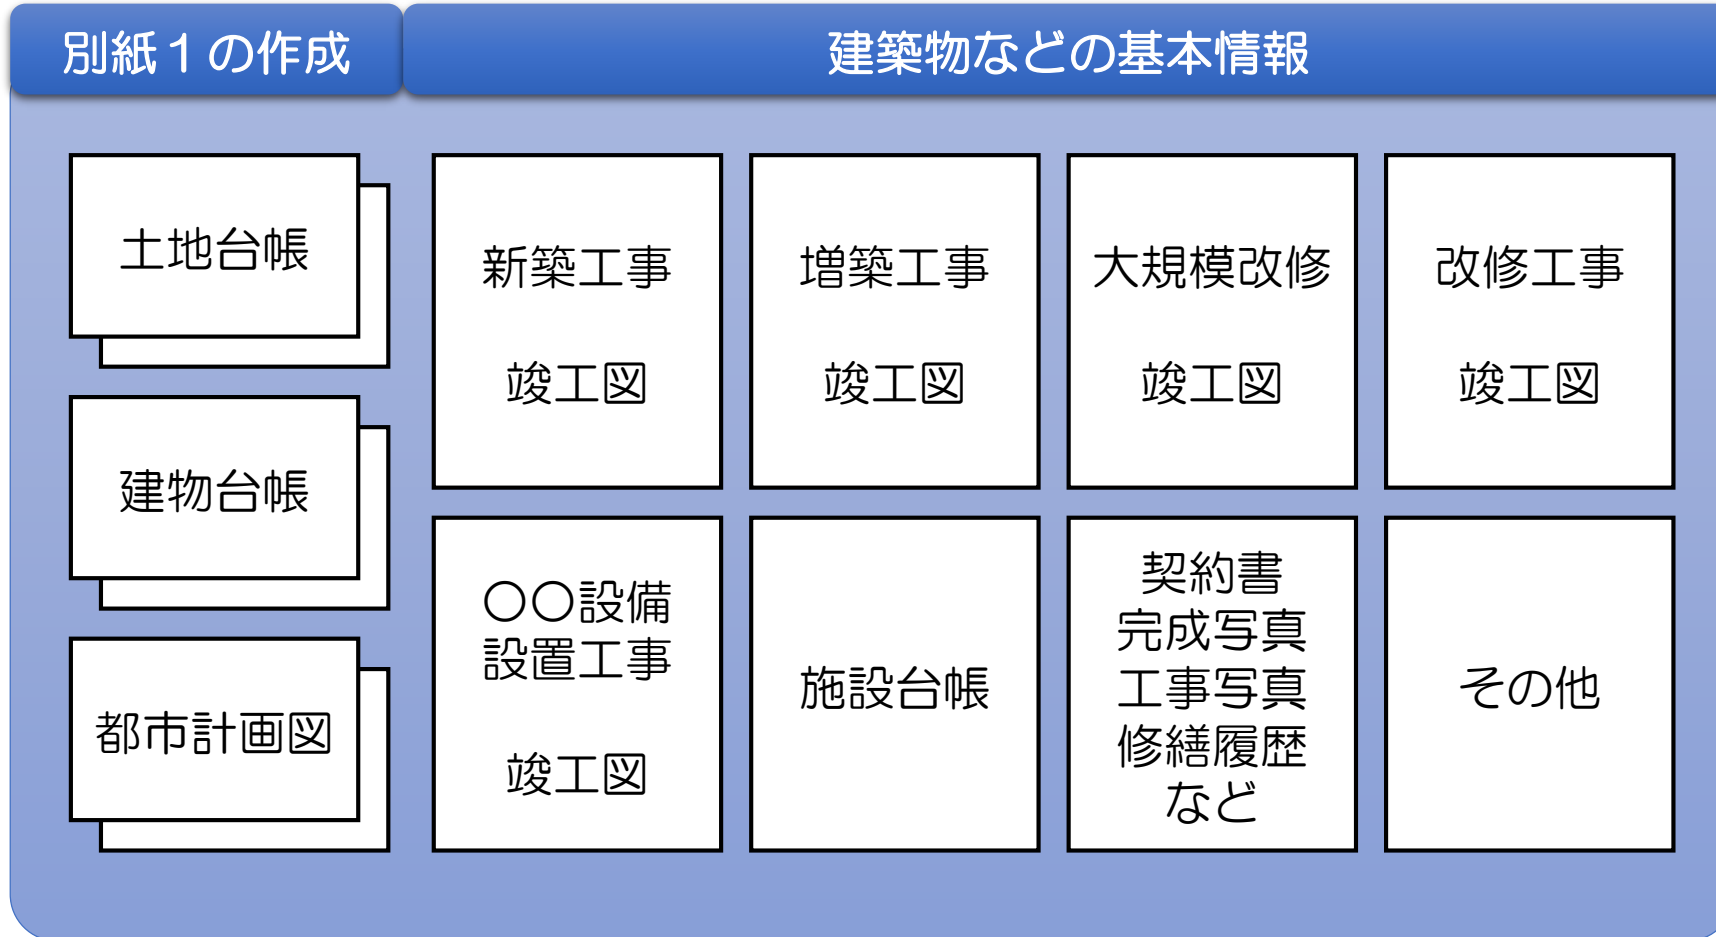 別紙１の作成
建築物などの基本情報
土地台帳
建物台帳
都市計画図
新築工事
竣工図
増築工事
竣工図
大規模改修
竣工図
改修工事
竣工図
〇〇設備
設置工事
竣工図
施設台帳
契約書
完成写真
工事写真
修繕履歴
など
その他